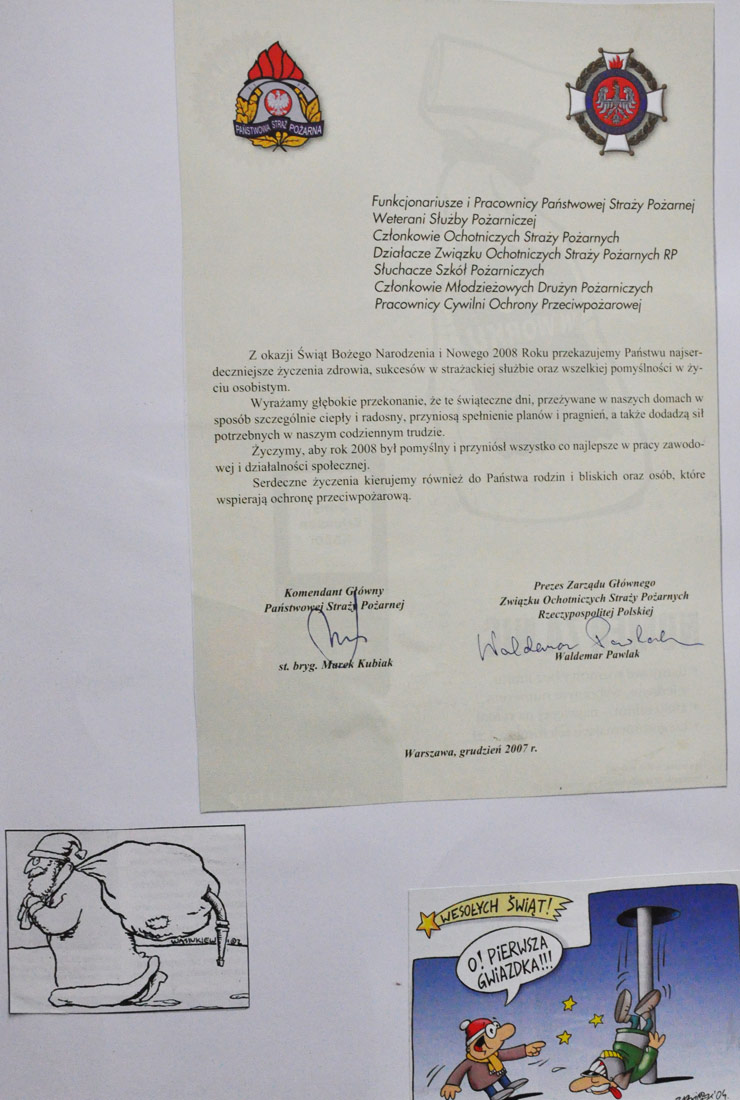 PAŃSTWOWA STRAŻ POŻARNA
Funkcjonariusze i Pracownicy Państwowej Straży Pożarnej
Weterani Służby Pożarniczej
Członkowie Ochotniczych Straży Pożarnych
Działacze Związku Ochotniczych Straży Pożarnych RP
Słuchacze Szkół Pożarniczych
Członkowie Młodzieżowych Drużyn Pożarniczych
Pracownicy Cywilni Ochrony Przeciwpożarowej
Z okazji Świąt Bożego Narodzenia i Nowego 2008 Roku przekazujemy Państwu najser-
deczniejsze życzenia zdrowia, sukcesów w strażackiej służbie oraz wszelkiej pomyślności w ży-
ciu osobistym.
Wyrażamy głębokie przekonanie, że te świąteczne dni, przeżywane w naszych domach w
sposób szczególnie ciepły i radosny, przyniosą spełnienie planów i pragnień, a także dodadzą sił
potrzebnych w naszym codziennym trudzie.
Życzymy, aby rok 2008 był pomyślny i przyniósł wszystko co najlepsze w pracy zawodo-
wej i działalności społecznej.
Serdeczne życzenia kierujemy również do Państwa rodzin i bliskich oraz osób, które
wspierają ochronę przeciwpożarową.
Komendant Główny
Państwowej Straży Pożarnej
st. bryg. Marek Kubiak
Prezes Zarządu Głównego
Związku Ochotniczych Straży Pożarnych
Rzeczypospolitej Polskiej
Waldemar Pawlak
Waldemar Pawlak
Warszawa, grudzień 2007 r.
WESOŁYCH ŚWIĄT!
O! PIERWSZA
GWIAZDKA!!!